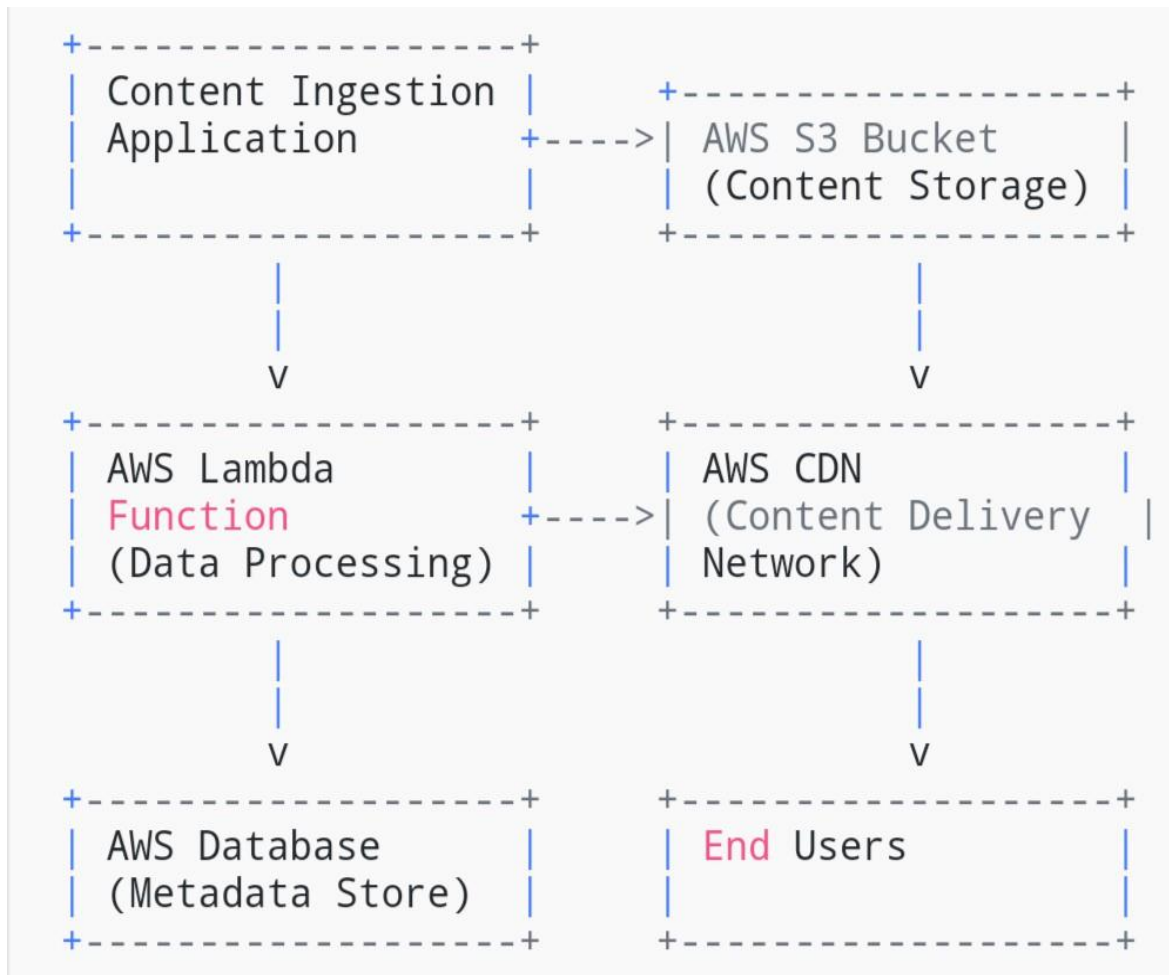 +-------------------+
| Content Ingestion |     +-------------------+
| Application       +---->| AWS S3 Bucket     |
|                   |     | (Content Storage) |
+-------------------+     +-------------------+
         |                           |
         |                           |
         v                           v
+-------------------+     +-------------------+
| AWS Lambda        |     | AWS CDN           |
| Function          +---->| (Content Delivery  |
| (Data Processing) |     | Network)          |
+-------------------+     +-------------------+
         |                           |
         |                           |
         v                           v
+-------------------+     +-------------------+
| AWS Database      |     | End Users         |
| (Metadata Store)  |     |                   |
+-------------------+     +-------------------+